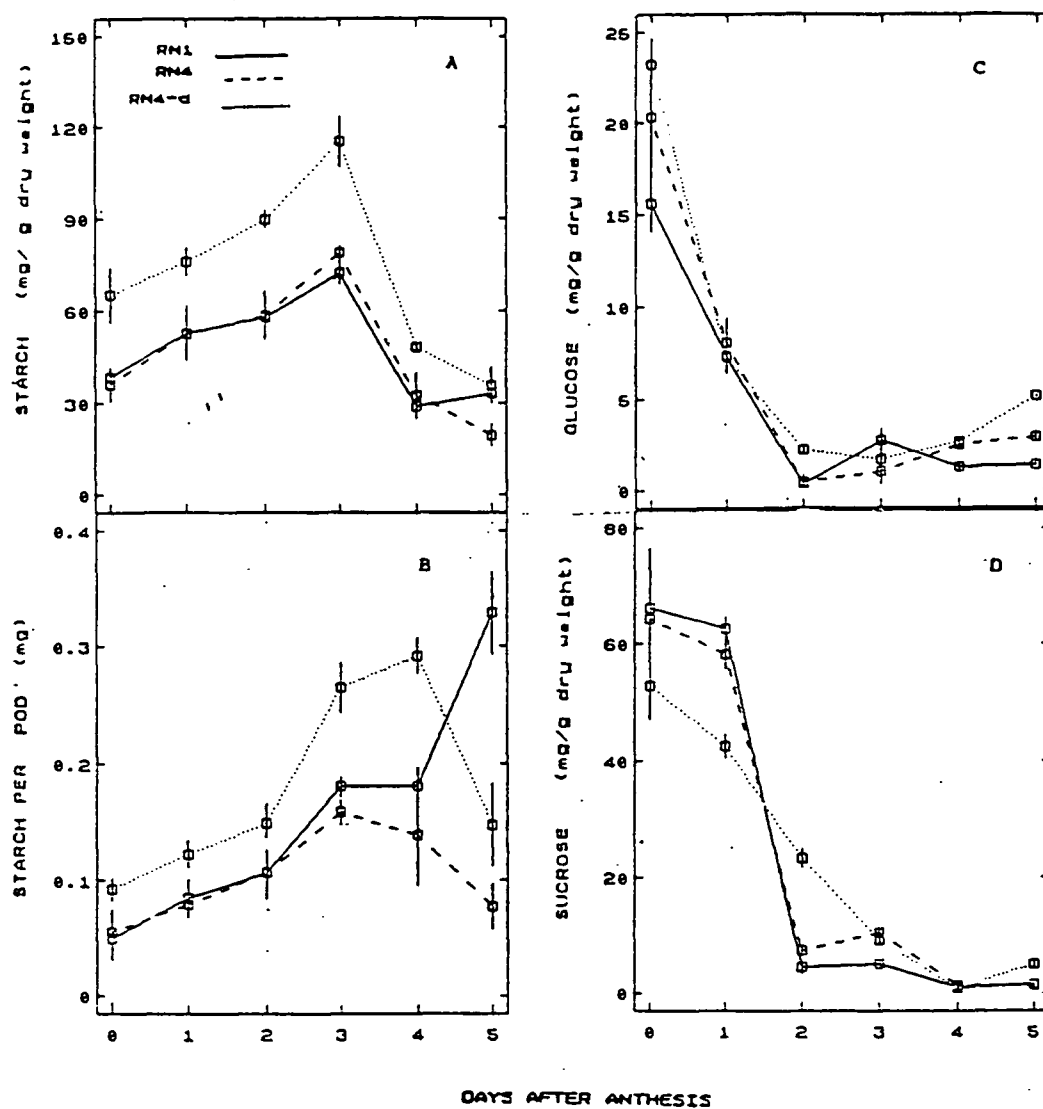 150
120
90
60
30
0
STARCH (mg/ g dry weight)
RN1
RN4
RN4-d
A
25
20
15
10
5
0
GLUCOSE (mg/g dry weight)
C
0.4
0.3
0.2
0.1
0
STARCH PER POD (mg)
B
0 1 2 3 4 5
80
60
40
20
0
SUCROSE (mg/g dry weight)
D
0 1 2 3 4 5
DAYS AFTER ANTHESIS